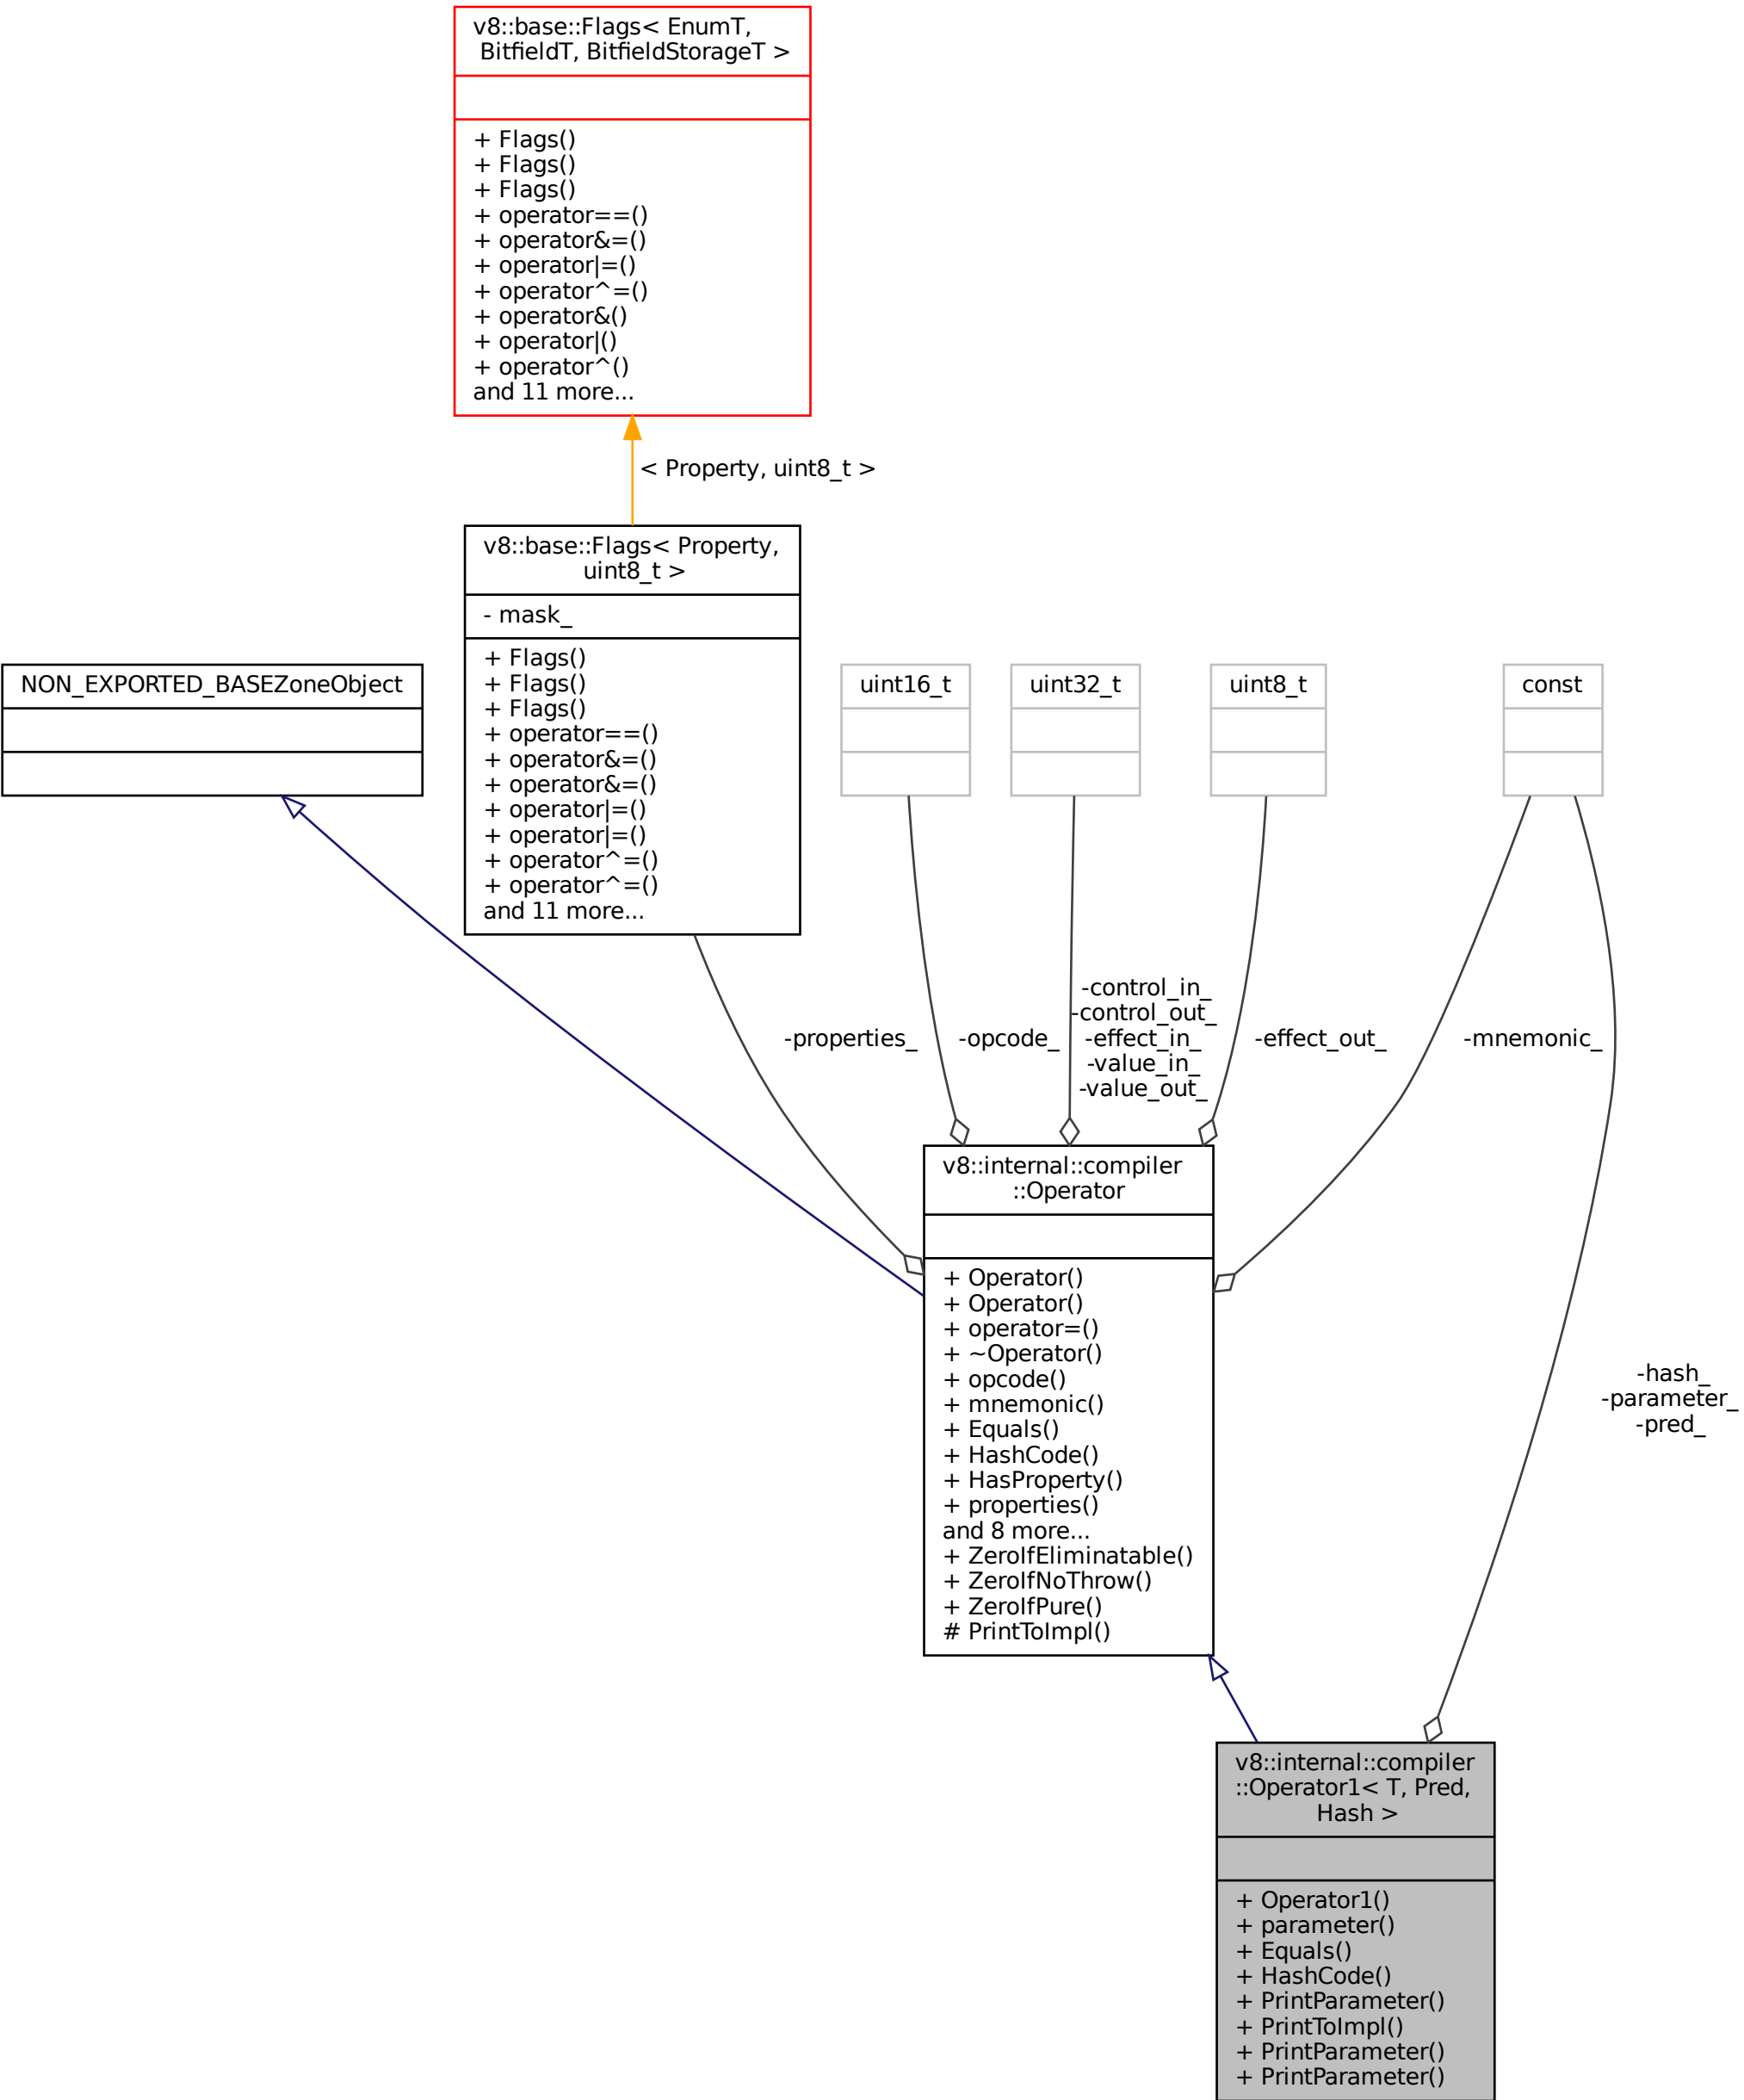 v8::base::Flags< EnumT,
BitfieldT, BitfieldStorageT >
+ Flags()
+ Flags()
+ Flags()
+ operator==()
+ operator&=()
+ operator|=()
+ operator^=()
+ operator&()
+ operator|()
+ operator^()
and 11 more...
< Property, uint8_t >
v8::base::Flags< Property,
uint8_t >
- mask_
+ Flags()
+ Flags()
+ Flags()
+ operator==()
+ operator&=()
+ operator&=()
+ operator|=()
+ operator|=()
+ operator^=()
+ operator^=()
and 11 more...
NON_EXPORTED_BASEZoneObject
uint16_t
uint32_t
uint8_t
const
-properties_
-opcode_
-control_in_
-control_out_
-effect_in_
-value_in_
-value_out_
-effect_out_
-mnemonic_
v8::internal::compiler
::Operator
+ Operator()
+ Operator()
+ operator=()
+ ~Operator()
+ opcode()
+ mnemonic()
+ Equals()
+ HashCode()
+ HasProperty()
+ properties()
and 8 more...
+ ZeroIfEliminatable()
+ ZeroIfNoThrow()
+ ZeroIfPure()
# PrintToImpl()
-hash_
-parameter_
-pred_
v8::internal::compiler
::Operator1< T, Pred,
Hash >
+ Operator1()
+ parameter()
+ Equals()
+ HashCode()
+ PrintParameter()
+ PrintToImpl()
+ PrintParameter()
+ PrintParameter()